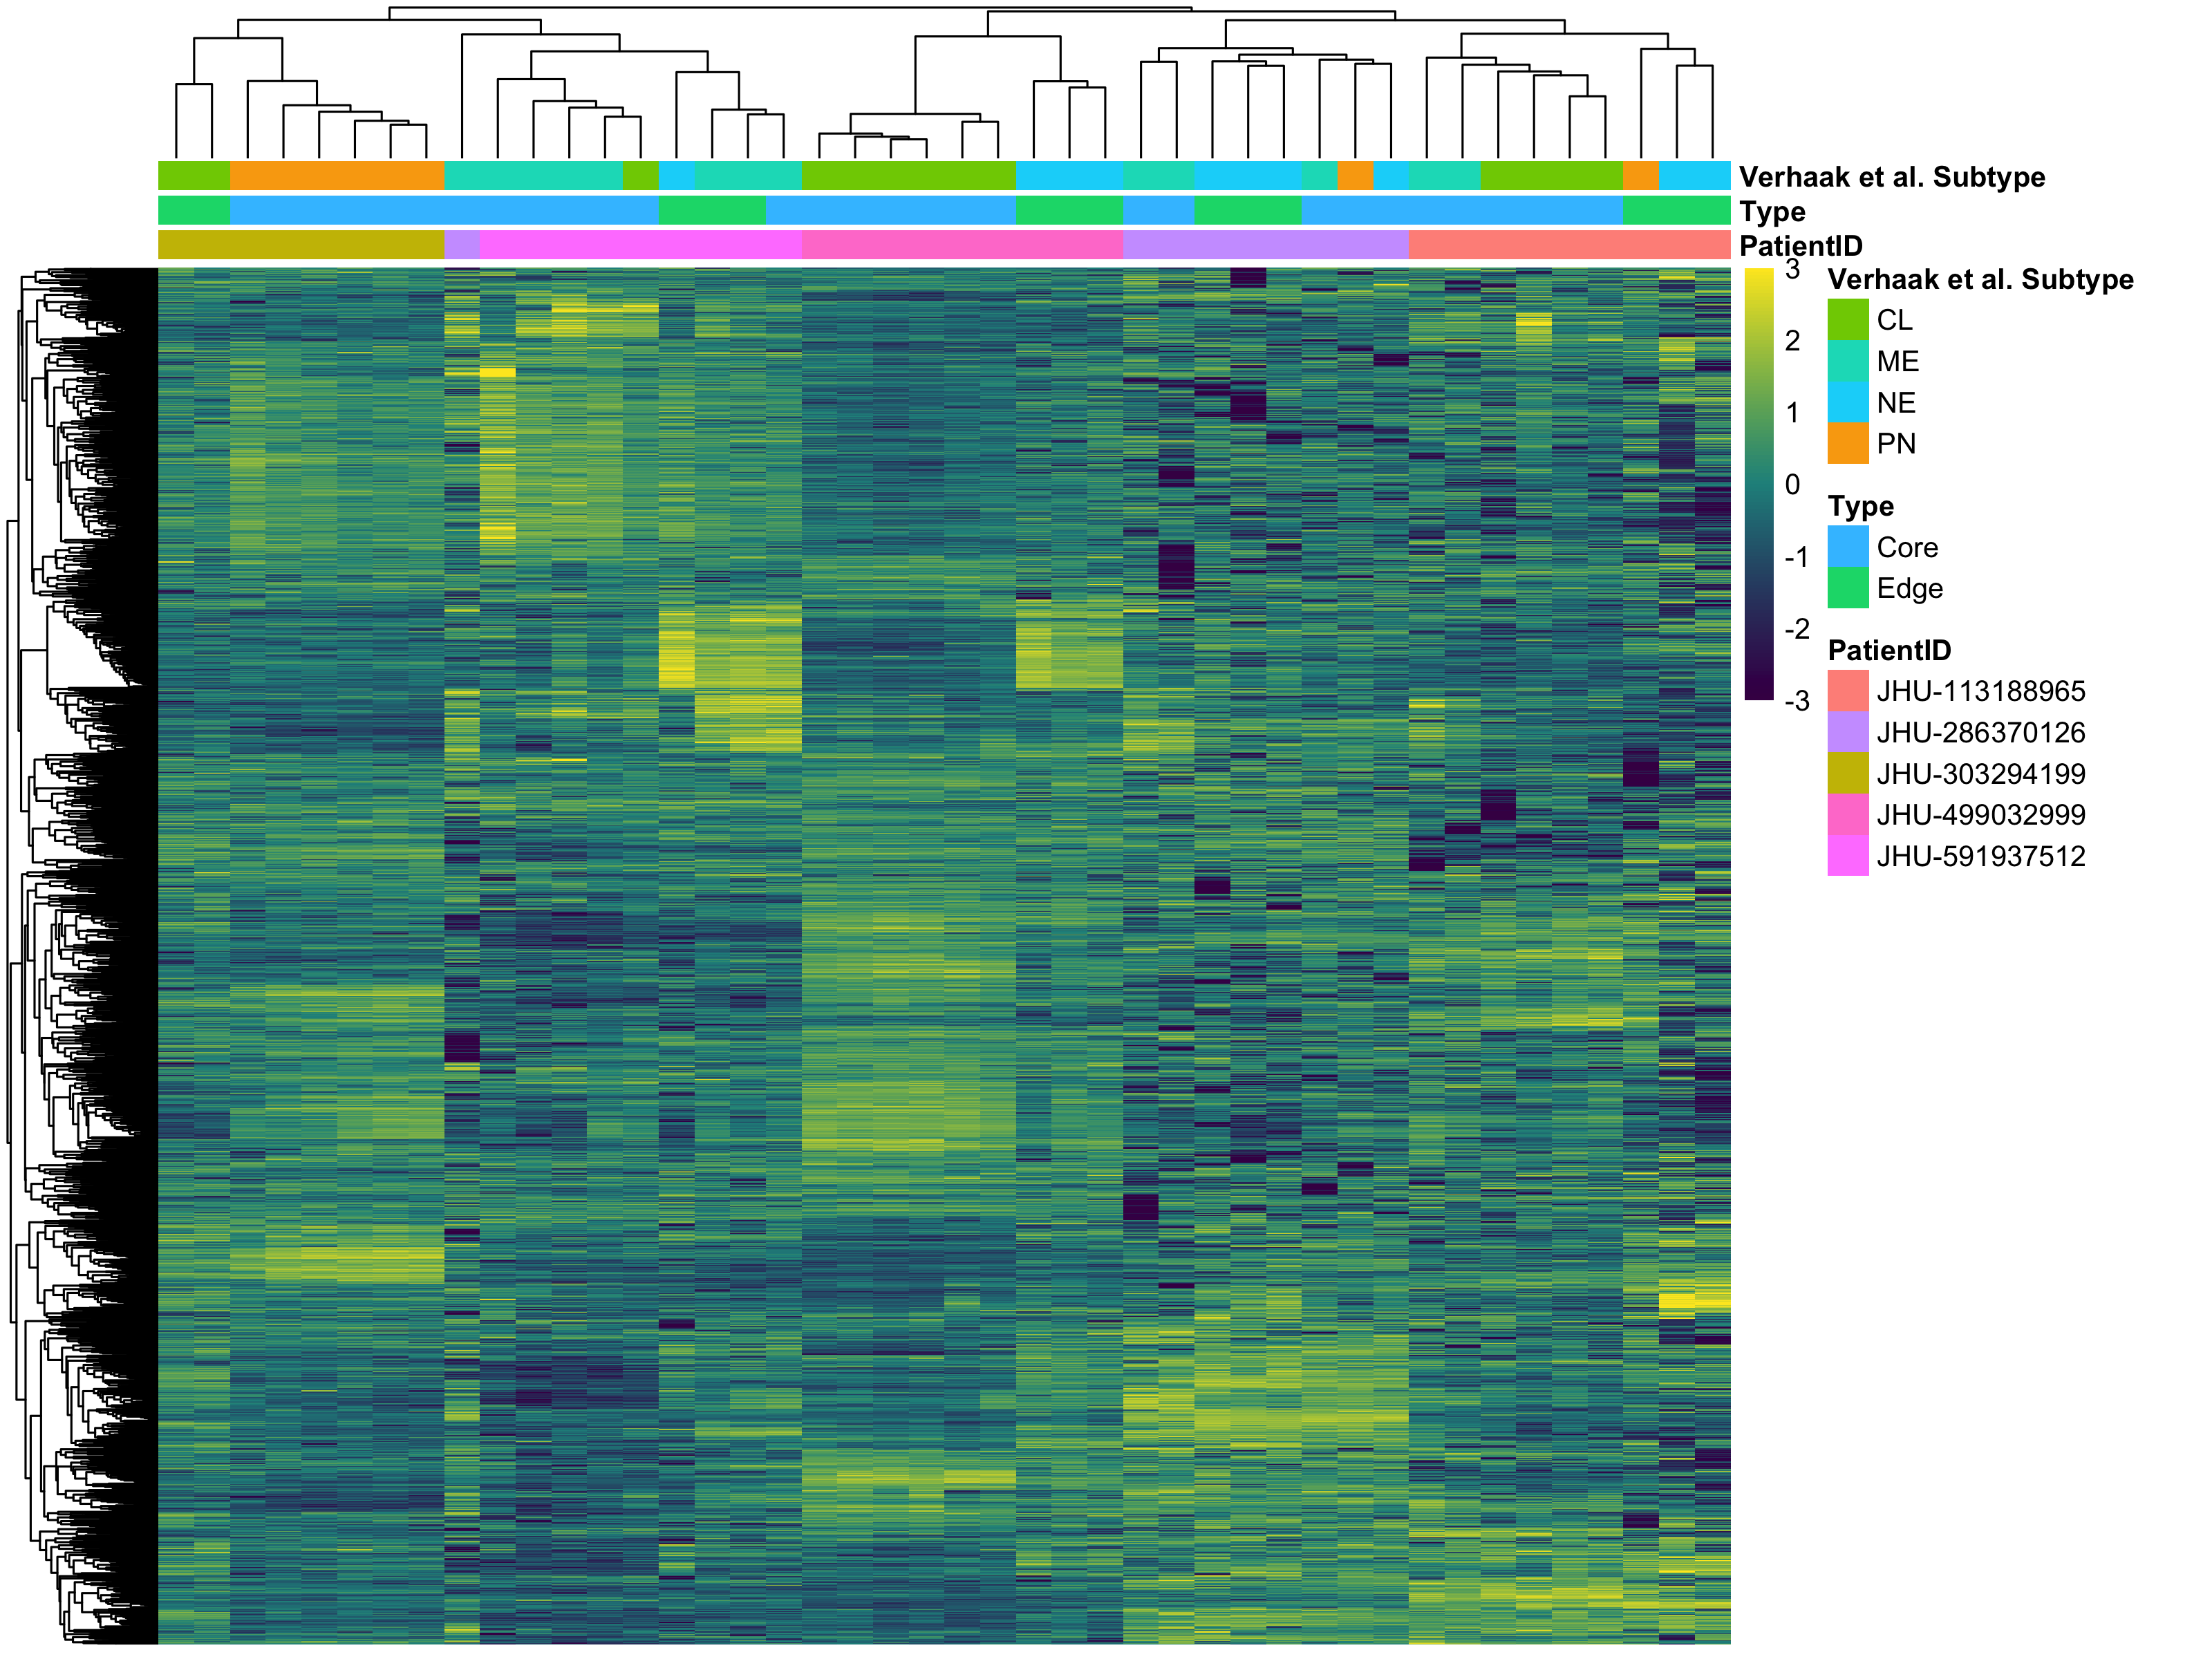 Verhaak et al. Subtype
Type
PatientID
3
2
1
0
-1
-2
-3
Verhaak et al. Subtype
CL
ME
NE
PN
Type
Core
Edge
PatientID
JHU-113188965
JHU-286370126
JHU-303294199
JHU-499032999
JHU-591937512